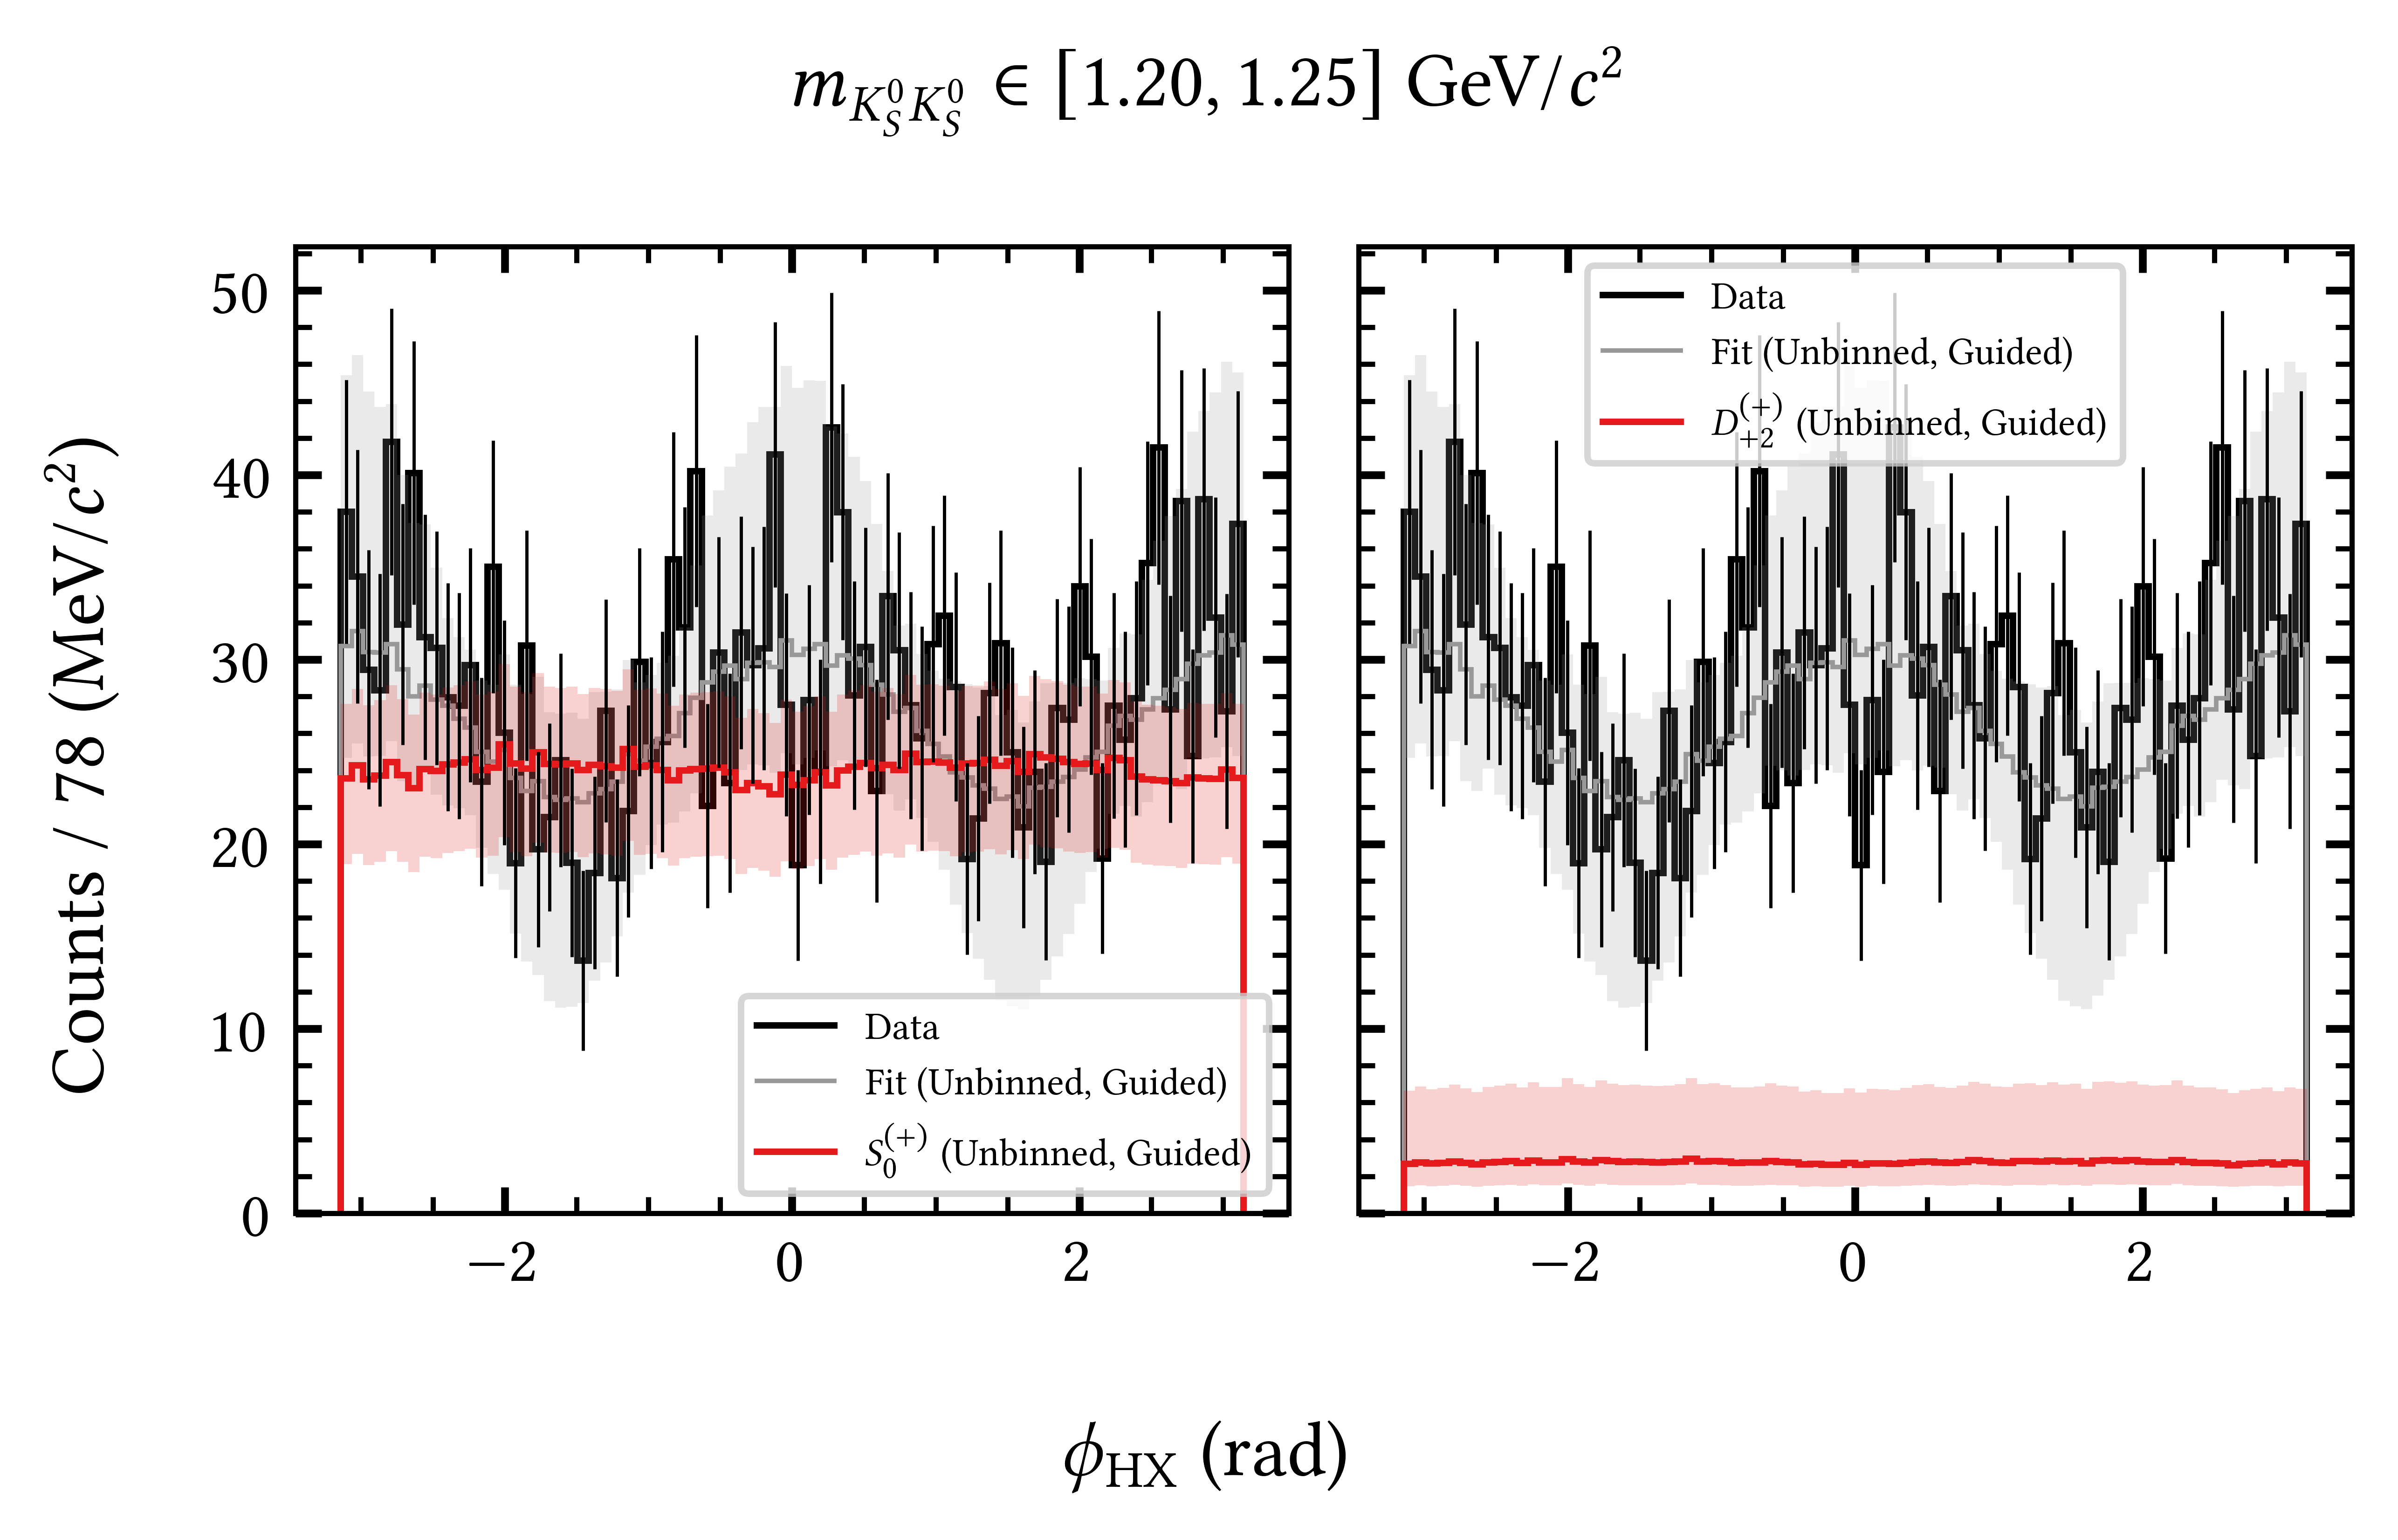 m_{K_S^0 K_S^0} ∈ [1.20, 1.25] GeV/c²
Counts / 78 (MeV/c²)
50
40
30
20
10
0
−2
0
2
Data
Fit (Unbinned, Guided)
S_0^{(+)} (Unbinned, Guided)
Data
Fit (Unbinned, Guided)
D_{+2}^{(+)} (Unbinned, Guided)
−2
0
2
ϕ_{HX} (rad)